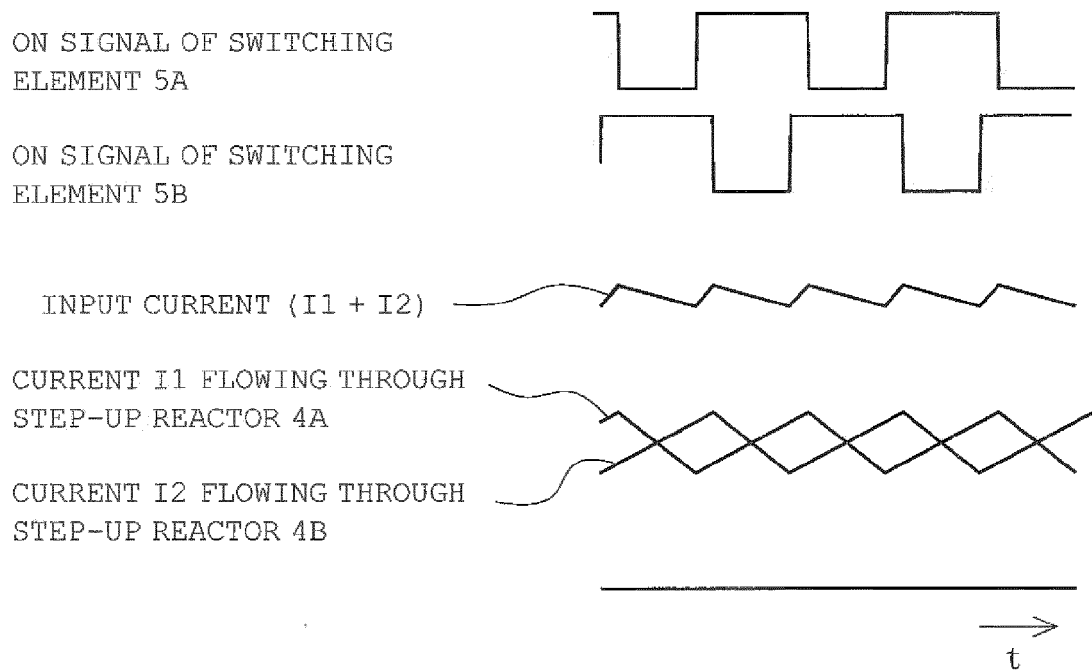 ON SIGNAL OF SWITCHING
ELEMENT 5A
ON SIGNAL OF SWITCHING
ELEMENT 5B
INPUT CURRENT (I1 + I2)
CURRENT I1 FLOWING THROUGH
STEP-UP REACTOR 4A
CURRENT I2 FLOWING THROUGH
STEP-UP REACTOR 4B
t